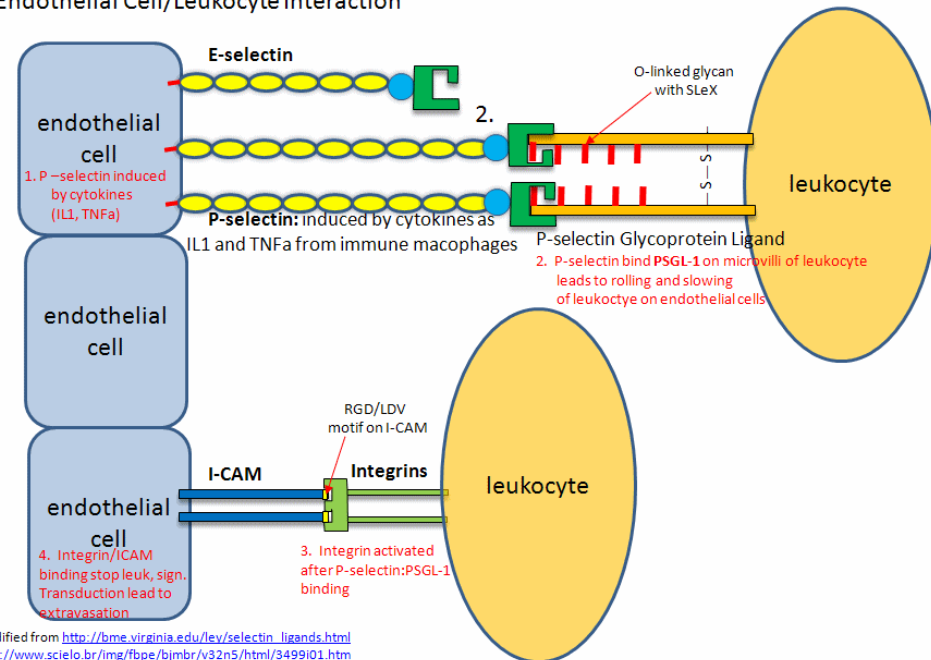 Endothelial Cell/Leukocyte Interaction
E-selectin
O-linked glycan
with SLeX
2.
endothelial
cell
1. P –selectin induced
by cytokines
(IL1, TNFa)
S—S
leukocyte
P-selectin: induced by cytokines as
IL1 and TNFa from immune macophages
P-selectin Glycoprotein Ligand
2. P-selectin bind PSGL-1 on microvilli of leukocyte
leads to rolling and slowing
of leukoctye on endothelial cells
endothelial
cell
RGD/LDV
motif on I-CAM
I-CAM
Integrins
leukocyte
endothelial
cell
4. Integrin/ICAM
binding stop leuk, sign.
Transduction lead to
extravasation
3. Integrin activated
after P-selectin:PSGL-1
binding
lified from http://bme.virginia.edu/ley/selectin_ligands.html
://www.scielo.br/img/fbpe/bjmbr/v32n5/html/3499i01.htm